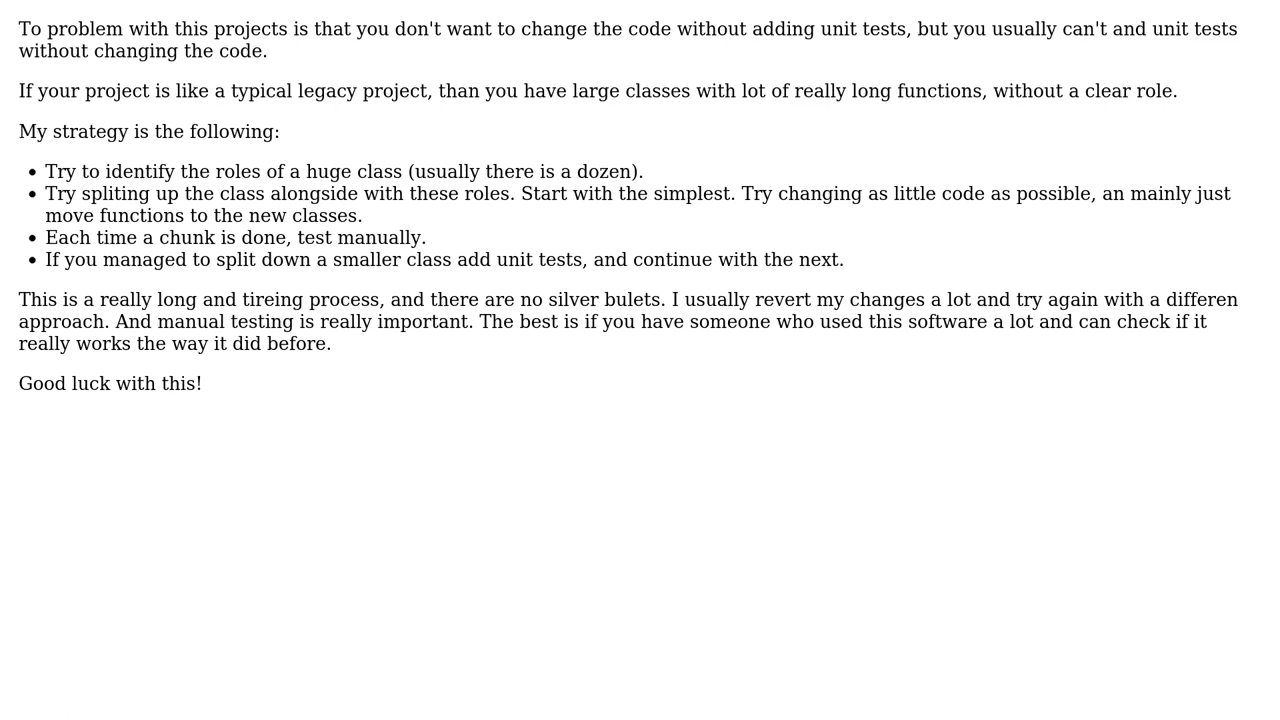 To problem with this projects is that you don't want to change the code without adding unit tests, but you usually can't and unit tests
without changing the code.
If your project is like a typical legacy project, than you have large classes with lot of really long functions, without a clear role.
My strategy is the following:
• Try to identify the roles of a huge class (usually there is a dozen).
• Try spliting up the class alongside with these roles. Start with the simplest. Try changing as little code as possible, an mainly just
move functions to the new classes.
• Each time a chunk is done, test manually.
• If you managed to split down a smaller class add unit tests, and continue with the next.
This is a really long and tireing process, and there are no silver bulets. I usually revert my changes a lot and try again with a differen
approach. And manual testing is really important. The best is if you have someone who used this software a lot and can check if it
really works the way it did before.
Good luck with this!